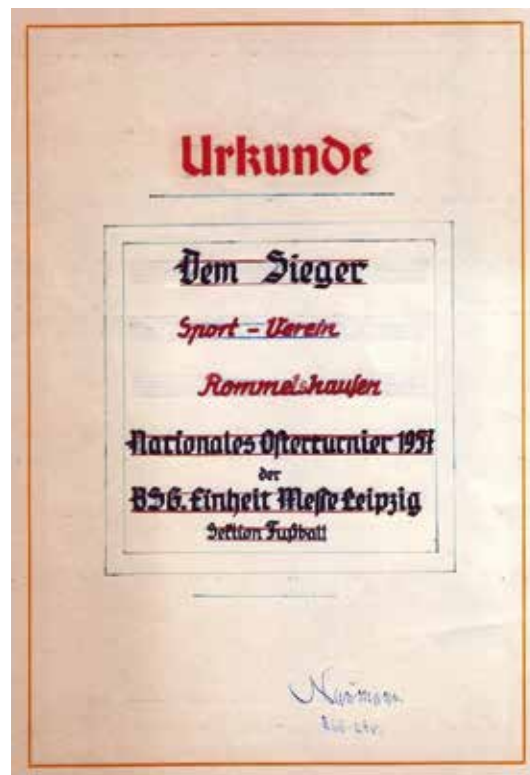 Urkunde
Dem Sieger
Sport - Verein
Rommelshausen
Nationales Osterturnier 1957
der
BSG. Einheit Messe Leipzig
Sektion Fußball